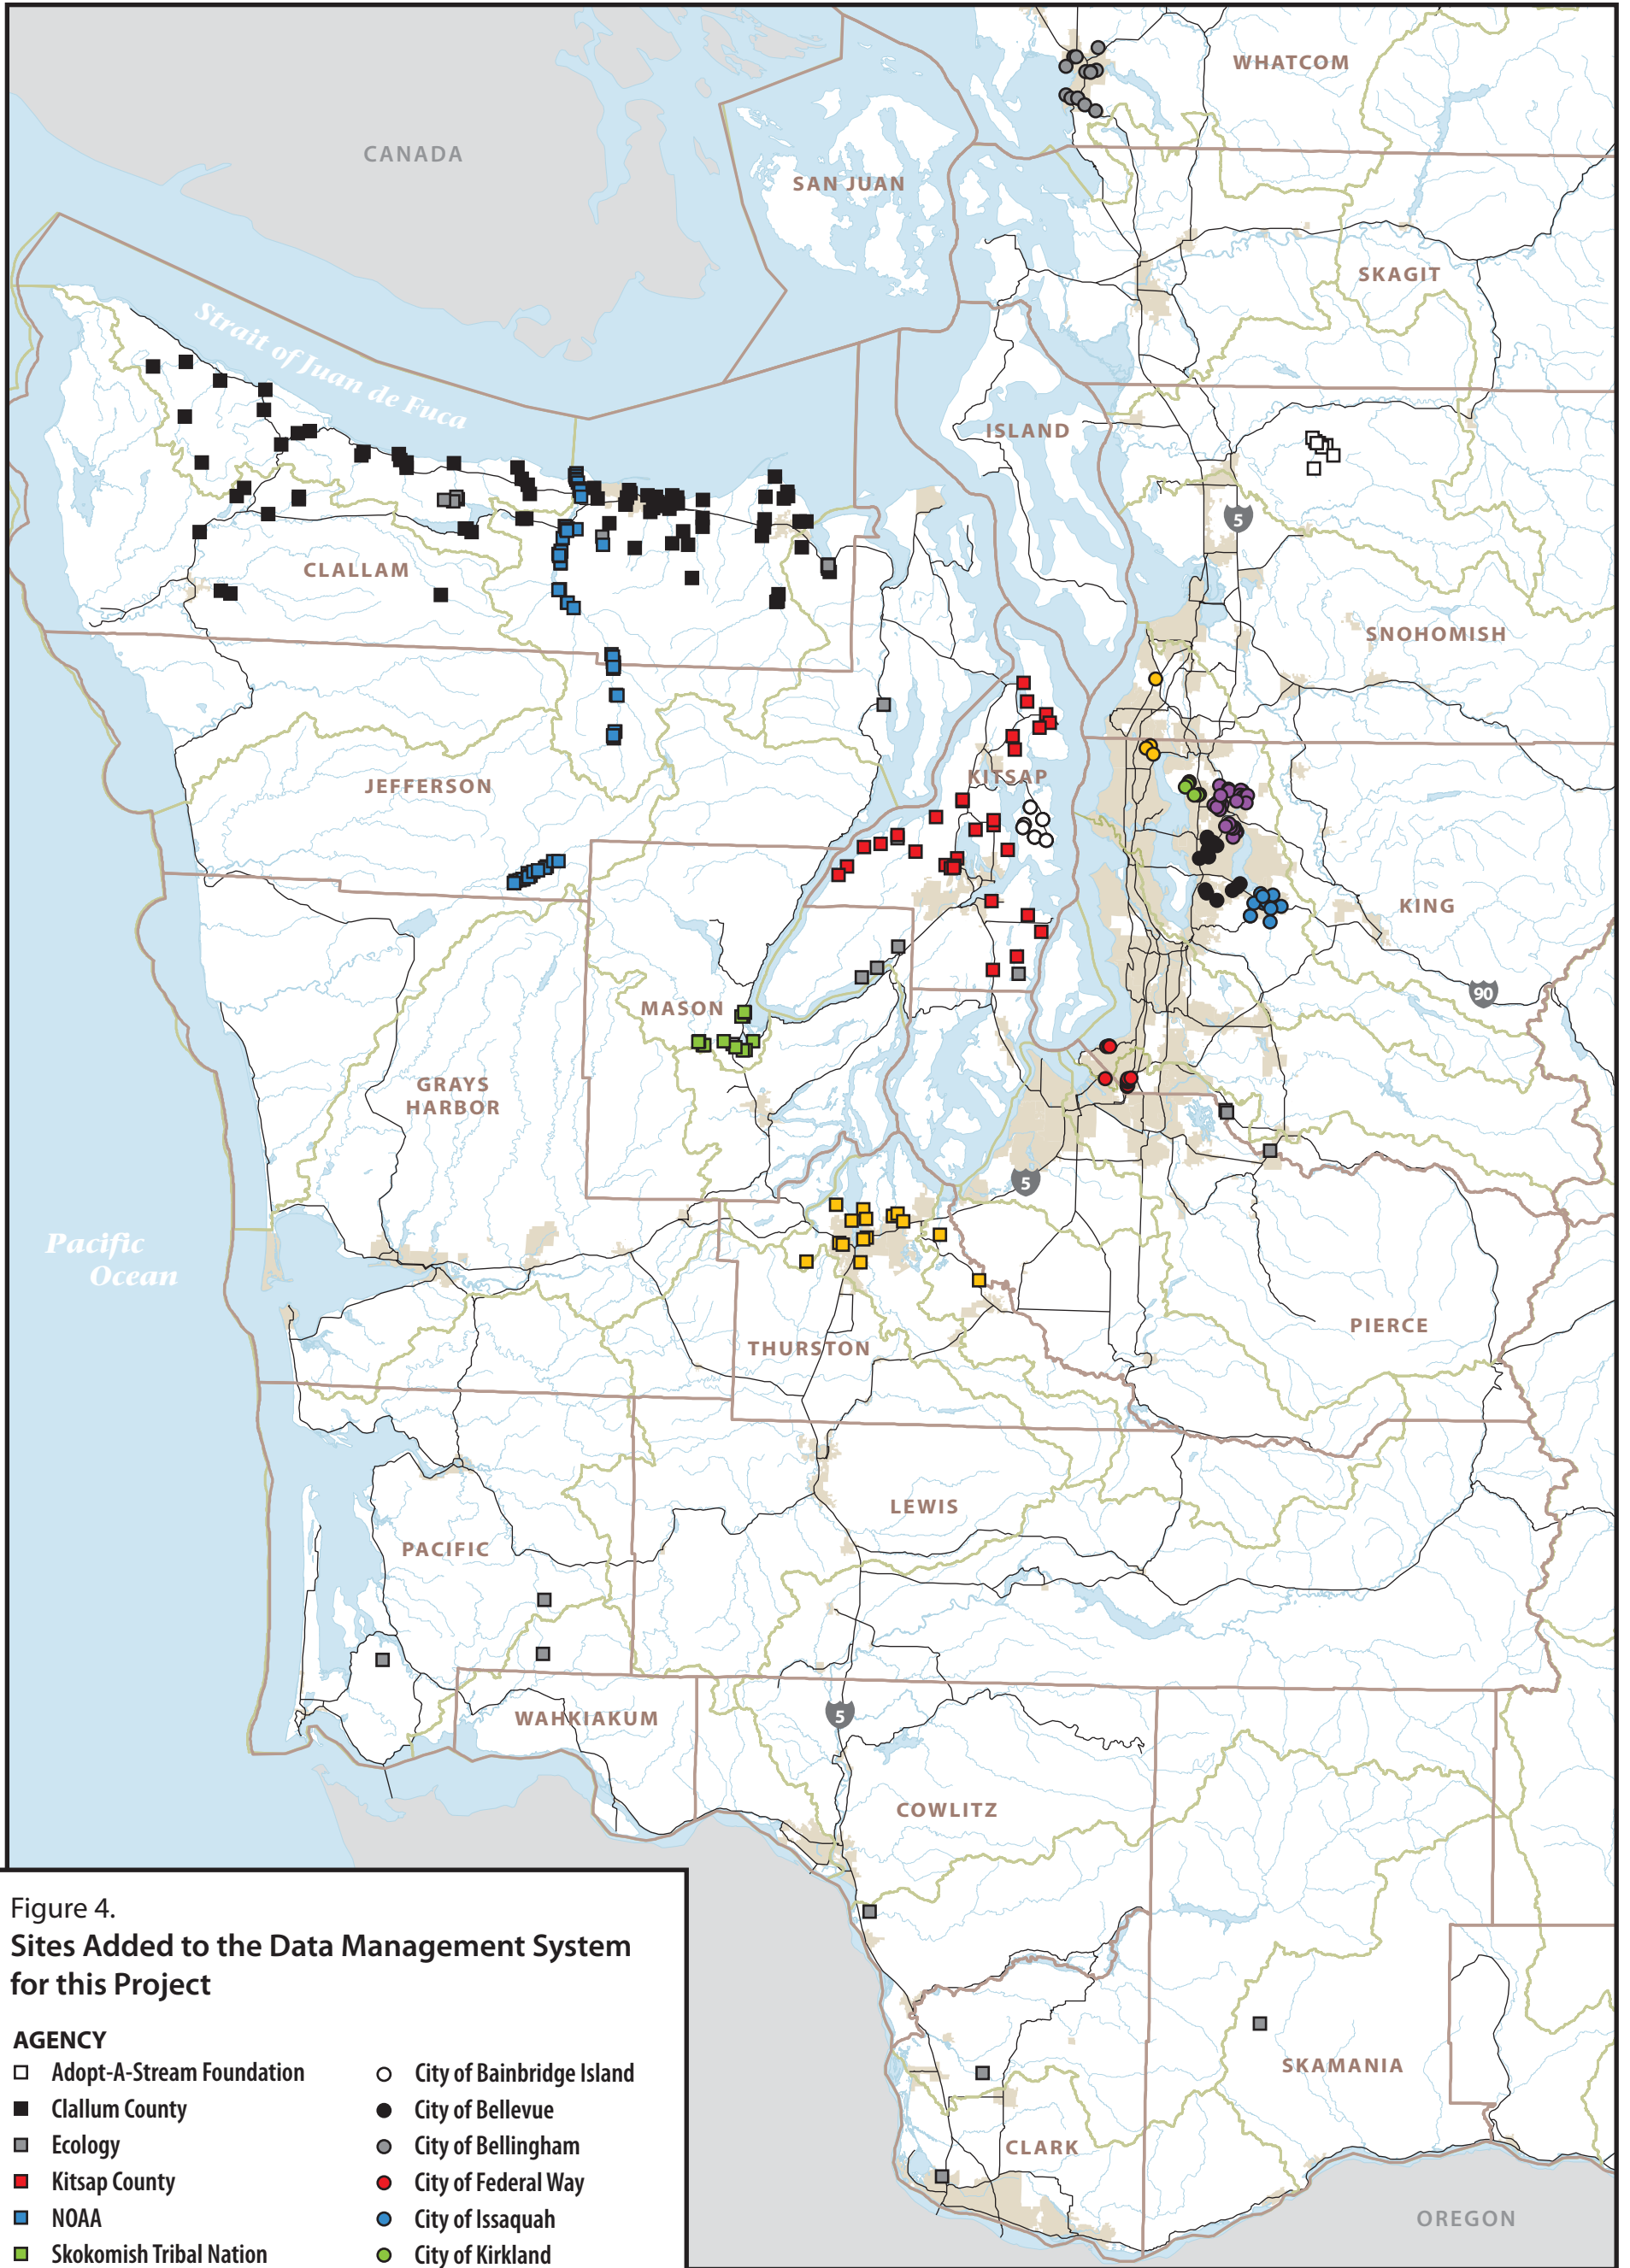 WHATCOM
CANADA
SAN JUAN
SKAGIT
Strait of Juan de Fuca
ISLAND
5
CLALLAM
SNOHOMISH
JEFFERSON
KITSAP
KING
90
MASON
GRAYS
HARBOR
5
Pacific
Ocean
PIERCE
THURSTON
LEWIS
PACIFIC
WAHKIAKUM
5
COWLITZ
SKAMANIA
CLARK
OREGON
Figure 4.
Sites Added to the Data Management System
for this Project
AGENCY
Adopt-A-Stream Foundation
Clallum County
Ecology
Kitsap County
NOAA
Skokomish Tribal Nation
City of Bainbridge Island
City of Bellevue
City of Bellingham
City of Federal Way
City of Issaquah
City of Kirkland